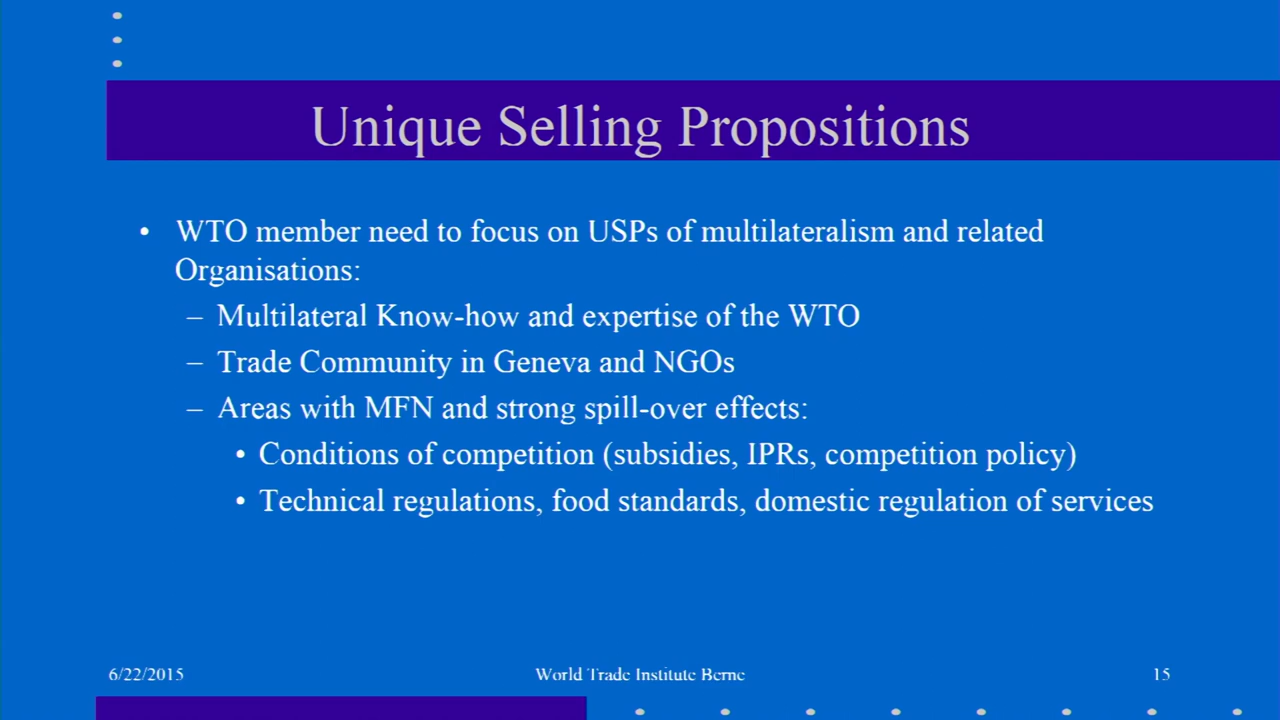 Unique Selling Propositions
• WTO member need to focus on USPs of multilateralism and related
Organisations:
– Multilateral Know-how and expertise of the WTO
– Trade Community in Geneva and NGOs
– Areas with MFN and strong spill-over effects:
• Conditions of competition (subsidies, IPRs, competition policy)
• Technical regulations, food standards, domestic regulation of services
6/22/2015
World Trade Institute Berne
15